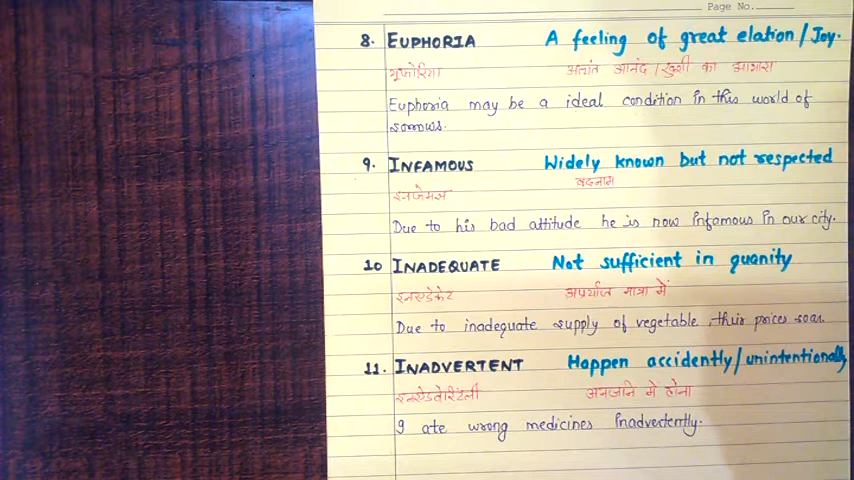 Page No.
8. EUPHORIA A feeling of great elation/Joy.
यूफोरिया अत्यंत आनंद/खुशी का आभास
Euphoria may be a ideal condition in this world of
sorrows.
9. INFAMOUS Widely known but not respected
इनफेमस बदनाम
Due to his bad attitude he is now infamous in our city.
10 INADEQUATE Not sufficient in quanity
इनएडेकेट अपर्याप्त मात्रा में
Due to inadequate supply of vegetable, their prices soar.
11. INADVERTENT Happen accidently/unintentionally
इनएडवेरिटेंटली अनजाने मे होना
I ate wrong medicines inadvertently.